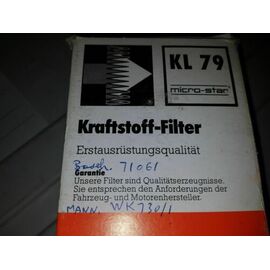 KL 79
micro-star
Kraftstoff-Filter
Erstausrüstungsqualität
Bosch. 71061
Garantie
Unsere Filter sind Qualitätserzeugnisse.
Sie entsprechen den Anforderungen der
Fahrzeug- und Motorenhersteller.
MANN. WK730/1